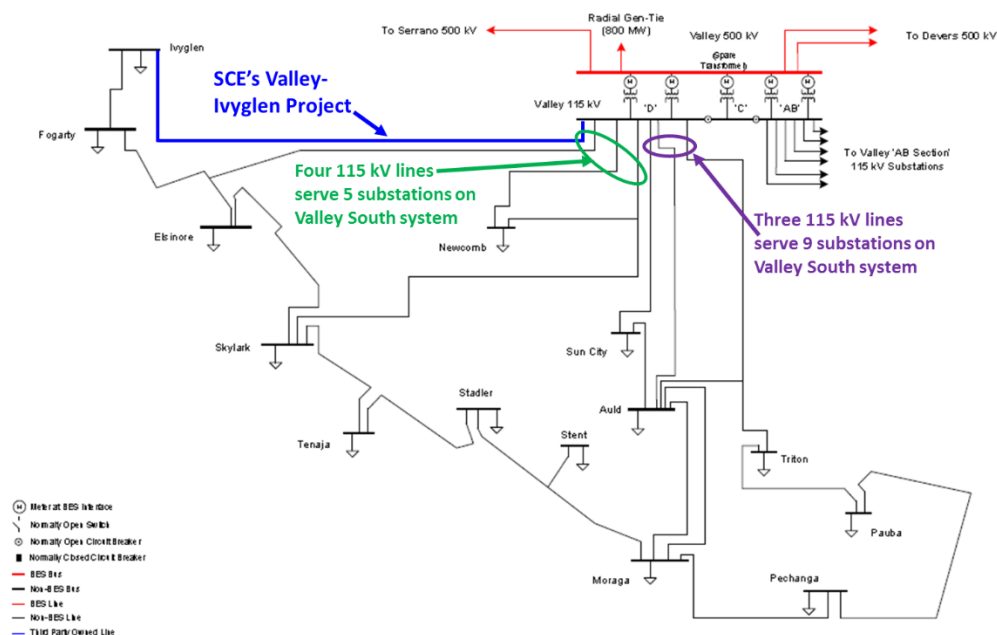 To Serrano 500 kV
Radial Gen-Tie
(800 MW)
Valley 500 kV
(Spare
Transformer)
To Devers 500 kV
Ivyglen
SCE's Valley-
Ivyglen Project
Valley 115 kV
'D'
'C'
'AB'
M
M
M
M
Fogarty
To Valley 'AB Section'
115 kV Substations
Four 115 kV lines
serve 5 substations on
Valley South system
Three 115 kV lines
serve 9 substations on
Valley South system
Elsinore
Newcomb
Skylark
Sun City
Stadler
Auld
Tenaja
Stent
Triton
Pauba
Moraga
Pechanga
M Meter at BES Interface
Normally Open Switch
Normally Open Circuit Breaker
Normally Closed Circuit Breaker
BES Bus
Non-BES Bus
BES Line
Non-BES Line
Third Party Owned Line